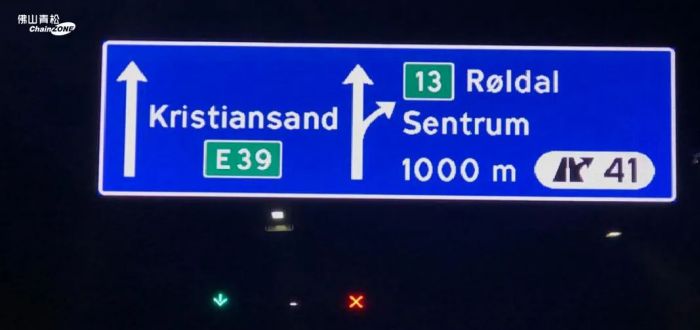 佛山青松
ChainZONE
13 Røldal
Kristiansand
Sentrum
E39
1000 m
41